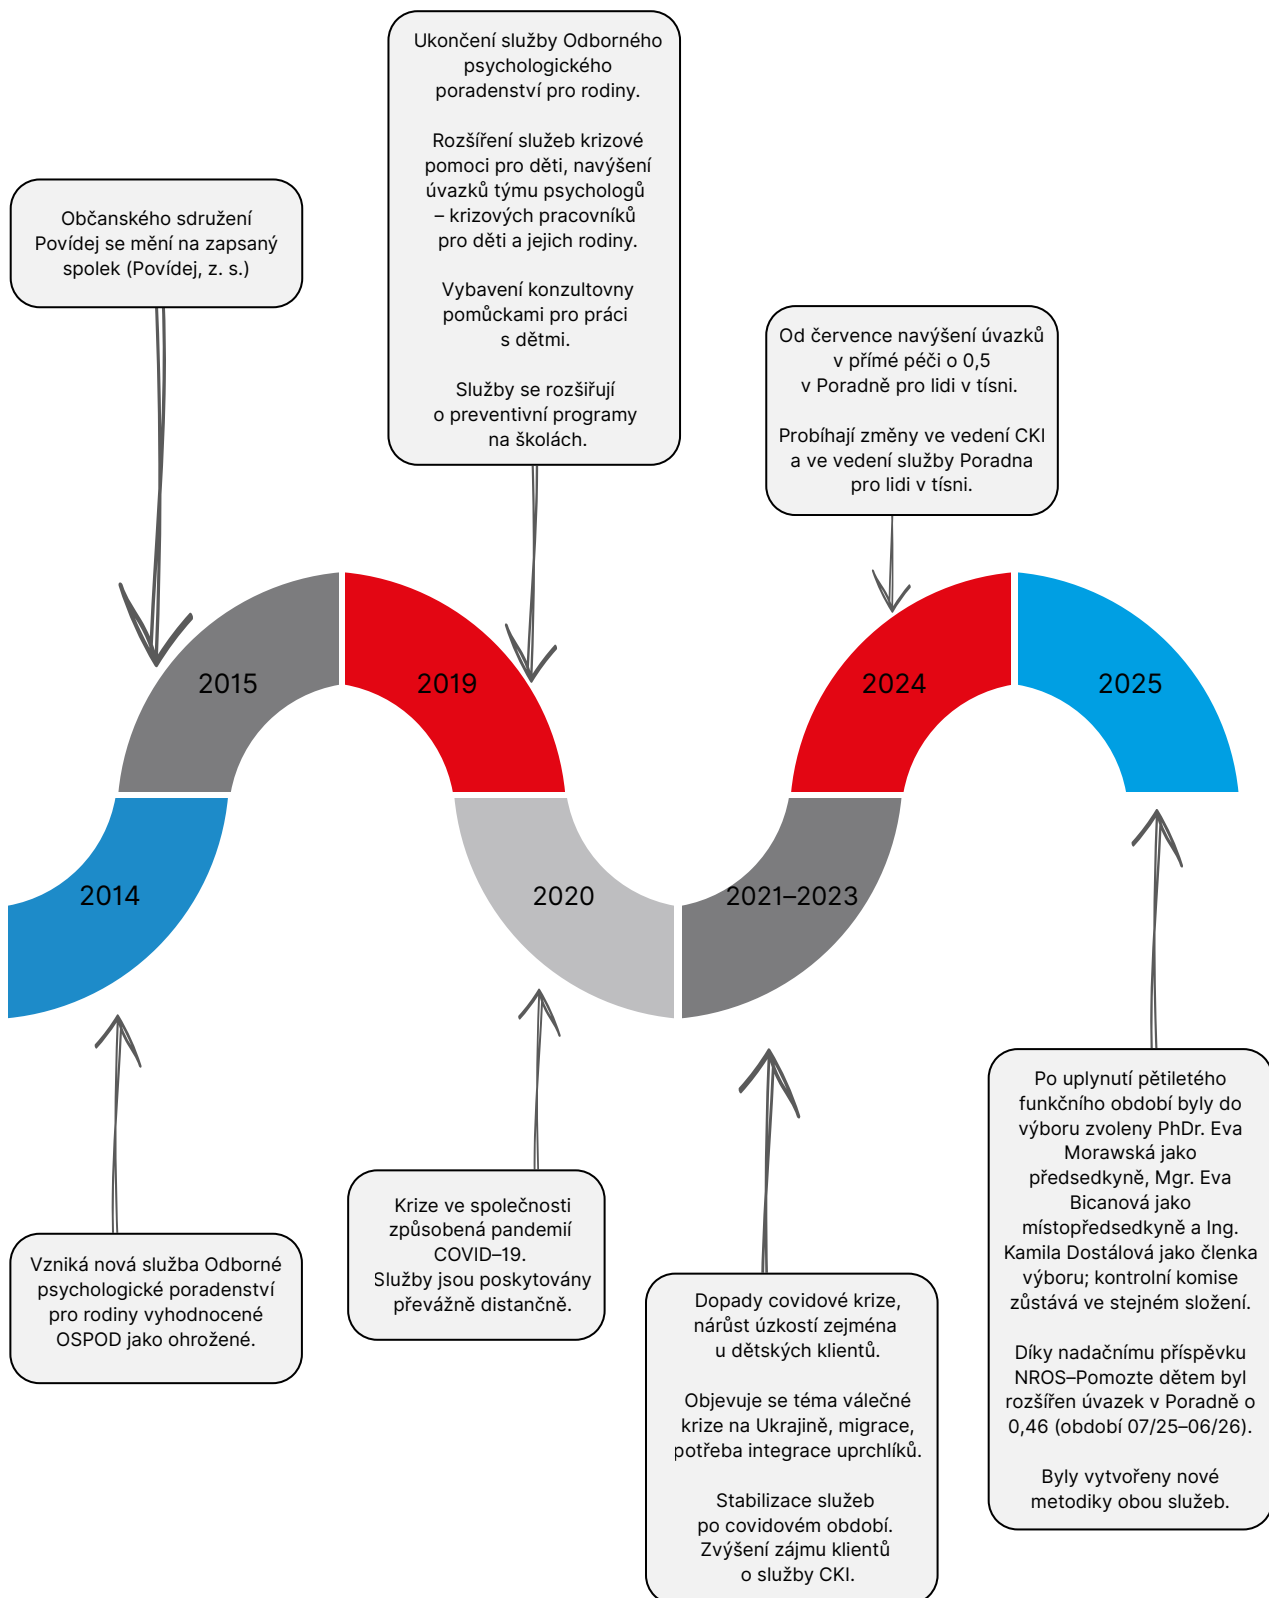 Ukončení služby Odborného
psychologického
poradenství pro rodiny.
Rozšíření služeb krizové
pomoci pro děti, navýšení
úvazků týmu psychologů
– krizových pracovníků
pro děti a jejich rodiny.
Vybavení konzultovny
pomůckami pro práci
s dětmi.
Služby se rozšiřují
o preventivní programy
na školách.
Občanského sdružení
Povídej se mění na zapsaný
spolek (Povídej, z. s.)
Od července navýšení úvazků
v přímé péči o 0,5
v Poradně pro lidi v tísni.
Probíhají změny ve vedení CKI
a ve vedení služby Poradna
pro lidi v tísni.
2015
2019
2024
2025
2014
2020
2021–2023
Vzniká nová služba Odborné
psychologické poradenství
pro rodiny vyhodnocené
OSPOD jako ohrožené.
Krize ve společnosti
způsobená pandemií
COVID–19.
Služby jsou poskytovány
převážně distančně.
Dopady covidové krize,
nárůst úzkostí zejména
u dětských klientů.
Objevuje se téma válečné
krize na Ukrajině, migrace,
potřeba integrace uprchlíků.
Stabilizace služeb
po covidovém období.
Zvýšení zájmu klientů
o služby CKI.
Po uplynutí pětiletého
funkčního období byly do
výboru zvoleny PhDr. Eva
Morawská jako
předsedkyně, Mgr. Eva
Bicanová jako
místopředsedkyně a Ing.
Kamila Dostálová jako členka
výboru; kontrolní komise
zůstává ve stejném složení.
Díky nadačnímu příspěvku
NROS–Pomozte dětem byl
rozšířen úvazek v Poradně o
0,46 (období 07/25–06/26).
Byly vytvořeny nové
metodiky obou služeb.